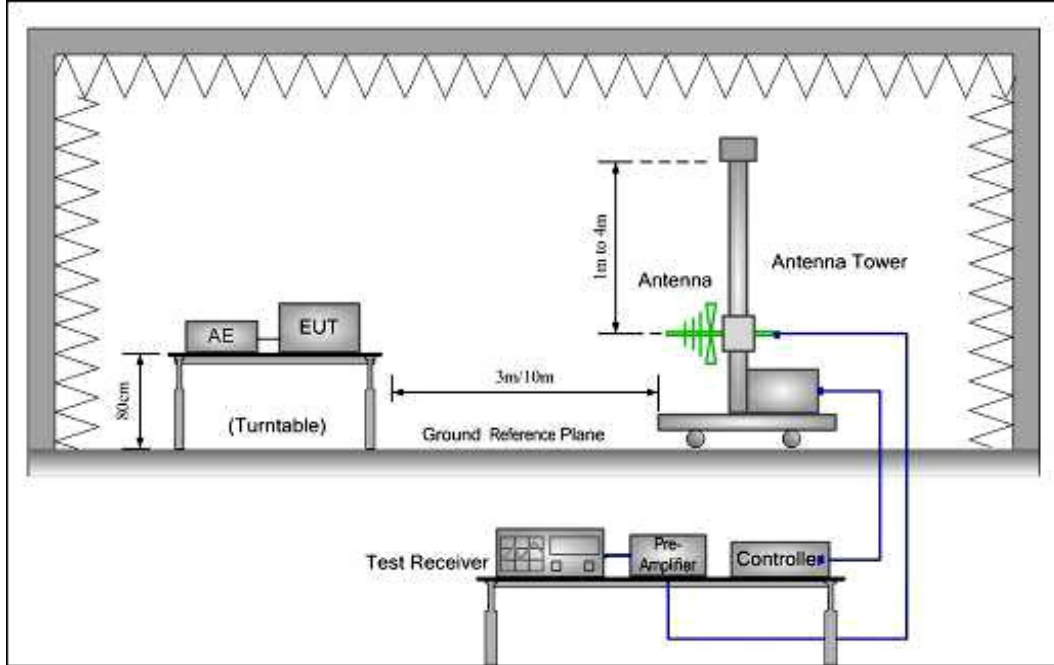 1m to 4m
Antenna
Antenna Tower
AE
EUT
80cm
3m/10m
(Turntable)
Ground Reference Plane
Test Receiver
Pre-
Amplifier
Controller